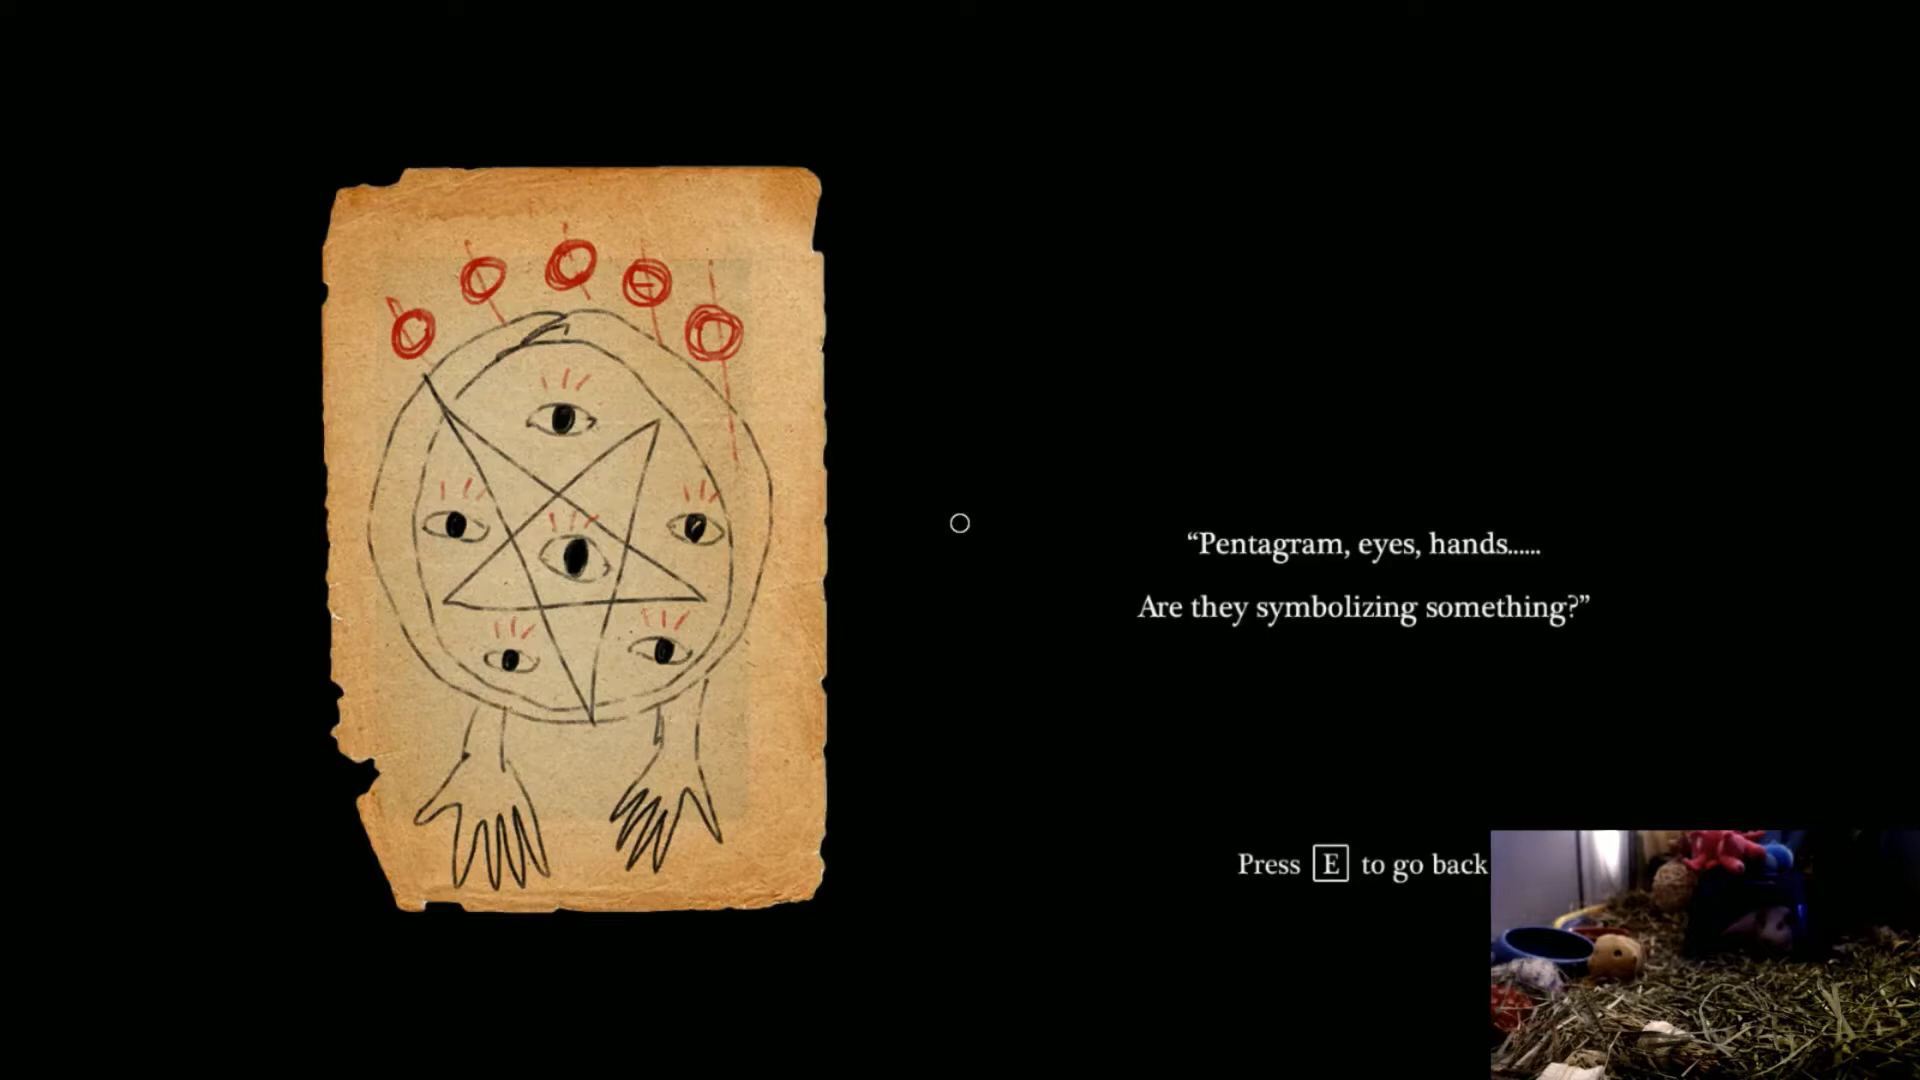 “Pentagram, eyes, hands......
Are they symbolizing something?”
Press E to go back